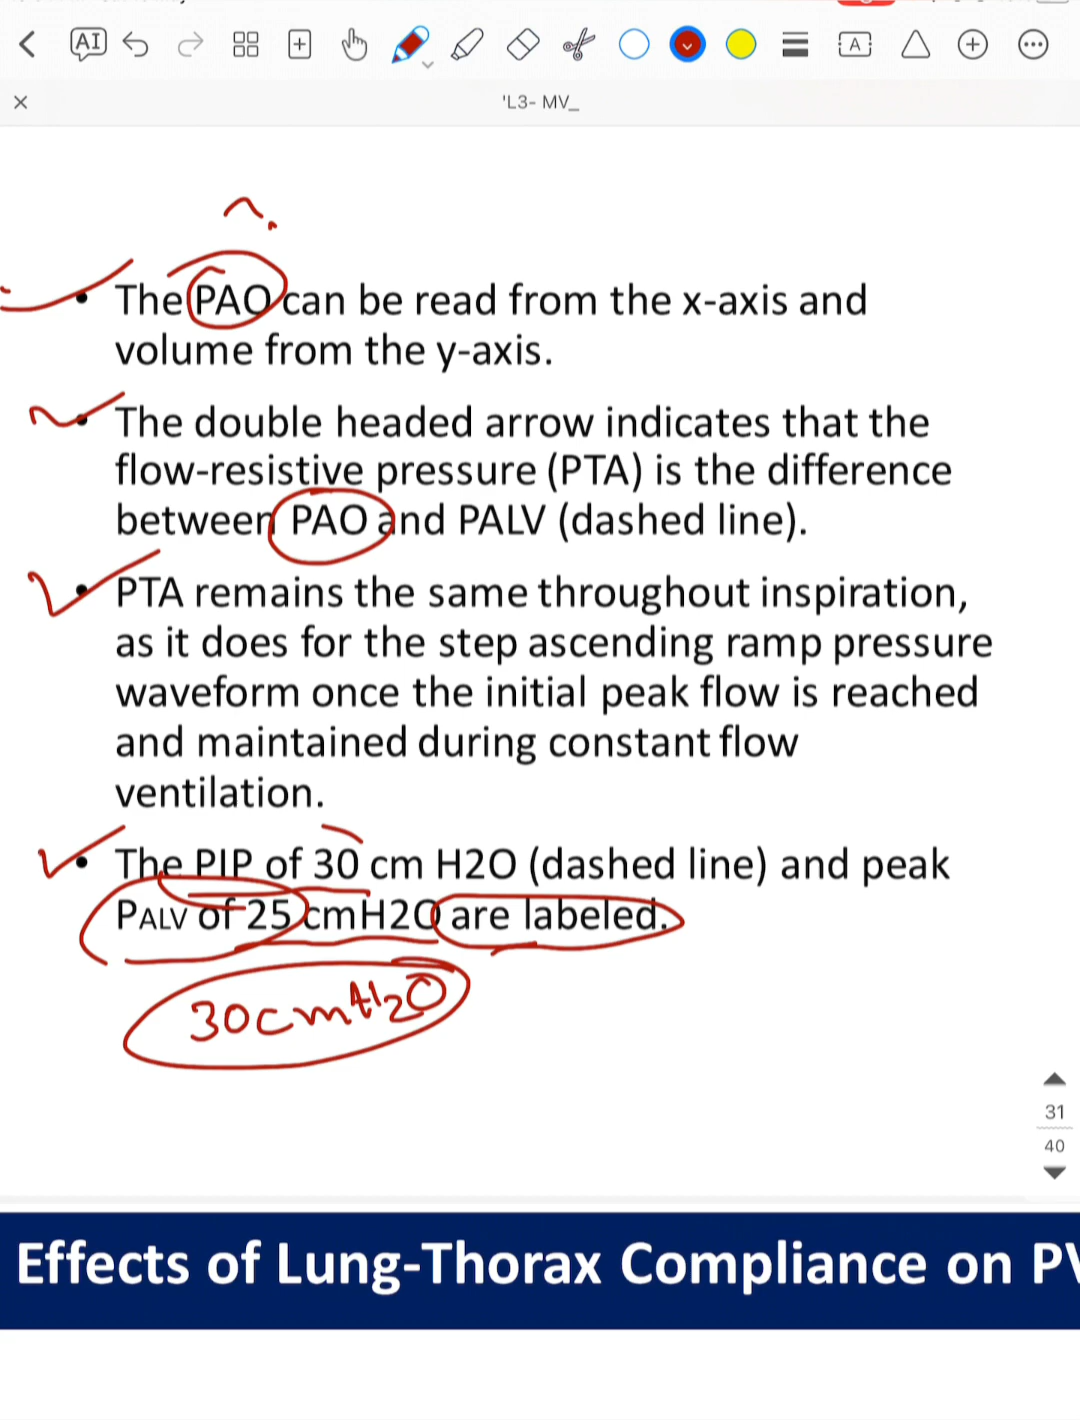 AI
A
'L3- MV_
• The PAO can be read from the x-axis and
volume from the y-axis.
• The double headed arrow indicates that the
flow-resistive pressure (PTA) is the difference
between PAO and PALV (dashed line).
• PTA remains the same throughout inspiration,
as it does for the step ascending ramp pressure
waveform once the initial peak flow is reached
and maintained during constant flow
ventilation.
• The PIP of 30 cm H2O (dashed line) and peak
PALV of 25 cmH2O are labeled.
30cmH2O
31
40
Effects of Lung-Thorax Compliance on PV